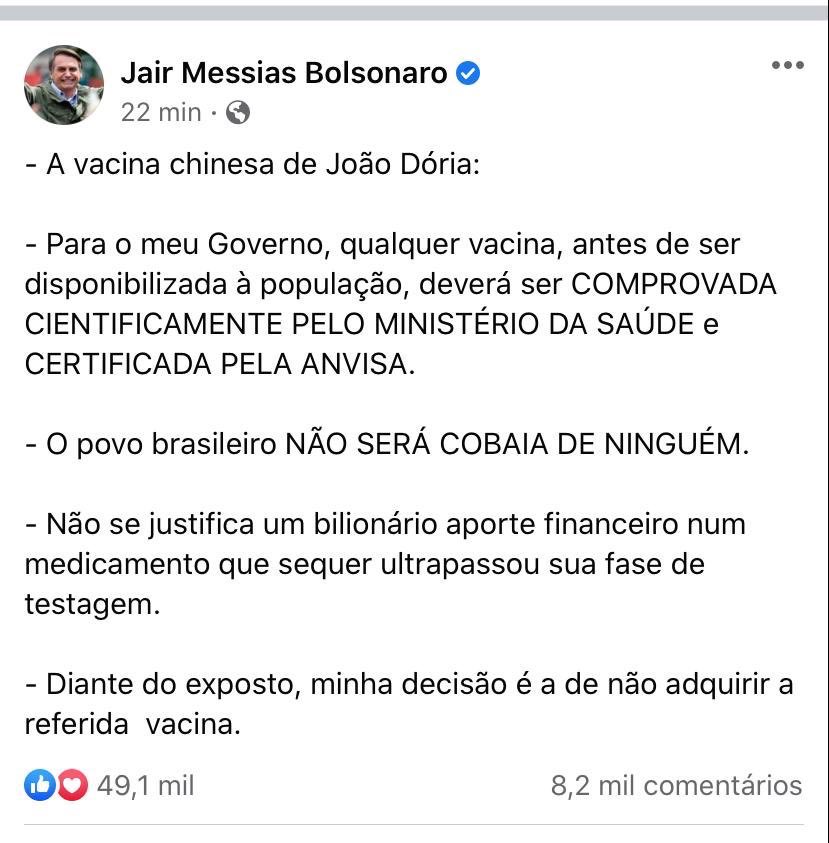 Jair Messias Bolsonaro
22 min ·
- A vacina chinesa de João Dória:
- Para o meu Governo, qualquer vacina, antes de ser
disponibilizada à população, deverá ser COMPROVADA
CIENTIFICAMENTE PELO MINISTÉRIO DA SAÚDE e
CERTIFICADA PELA ANVISA.
- O povo brasileiro NÃO SERÁ COBAIA DE NINGUÉM.
- Não se justifica um bilionário aporte financeiro num
medicamento que sequer ultrapassou sua fase de
testagem.
- Diante do exposto, minha decisão é a de não adquirir a
referida  vacina.
49,1 mil 8,2 mil comentários